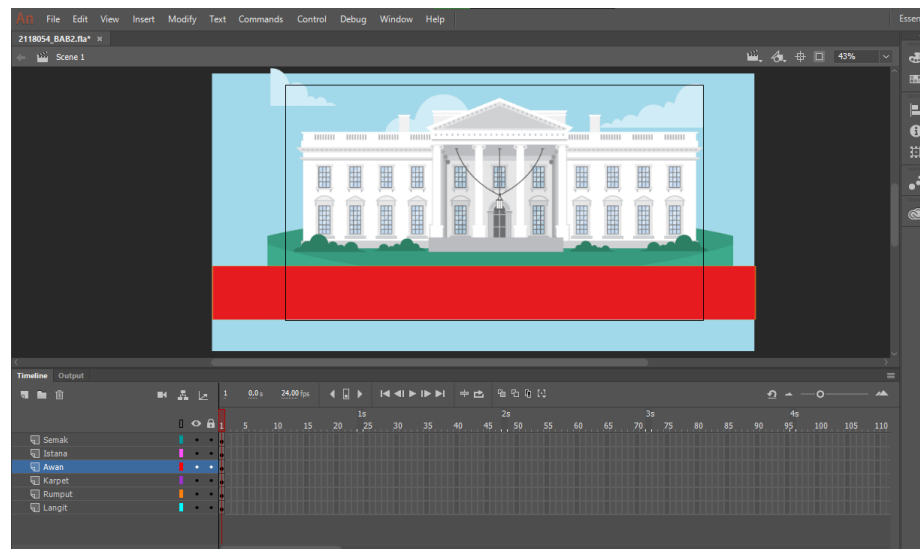 An File Edit View Insert Modify Text Commands Control Debug Window Help Essen
2118054_BAB2.fla* ×
Scene 1 43%
Timeline Output
1 0.0 s 24.00 fps
1s 2s 3s 4s
1 5 10 15 20 25 30 35 40 45 50 55 60 65 70 75 80 85 90 95 100 105 110
Semak
Istana
Awan
Karpet
Rumput
Langit